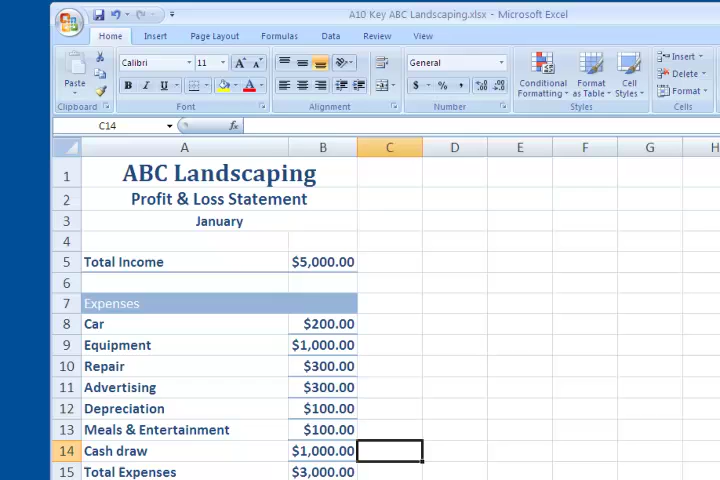 A10 Key ABC Landscaping.xlsx - Microsoft Excel
Home Insert Page Layout Formulas Data Review View
Calibri 11 A A General Insert
Paste B I U A $ % , .0 .00 .00 .0 Conditional Formatting Format as Table Cell Styles Delete
Format
Clipboard Font Alignment Number Styles Cells
C14 fx
A B C D E F G H
1 ABC Landscaping
2 Profit & Loss Statement
3 January
4
5 Total Income $5,000.00
6
7 Expenses
8 Car $200.00
9 Equipment $1,000.00
10 Repair $300.00
11 Advertising $300.00
12 Depreciation $100.00
13 Meals & Entertainment $100.00
14 Cash draw $1,000.00
15 Total Expenses $3,000.00